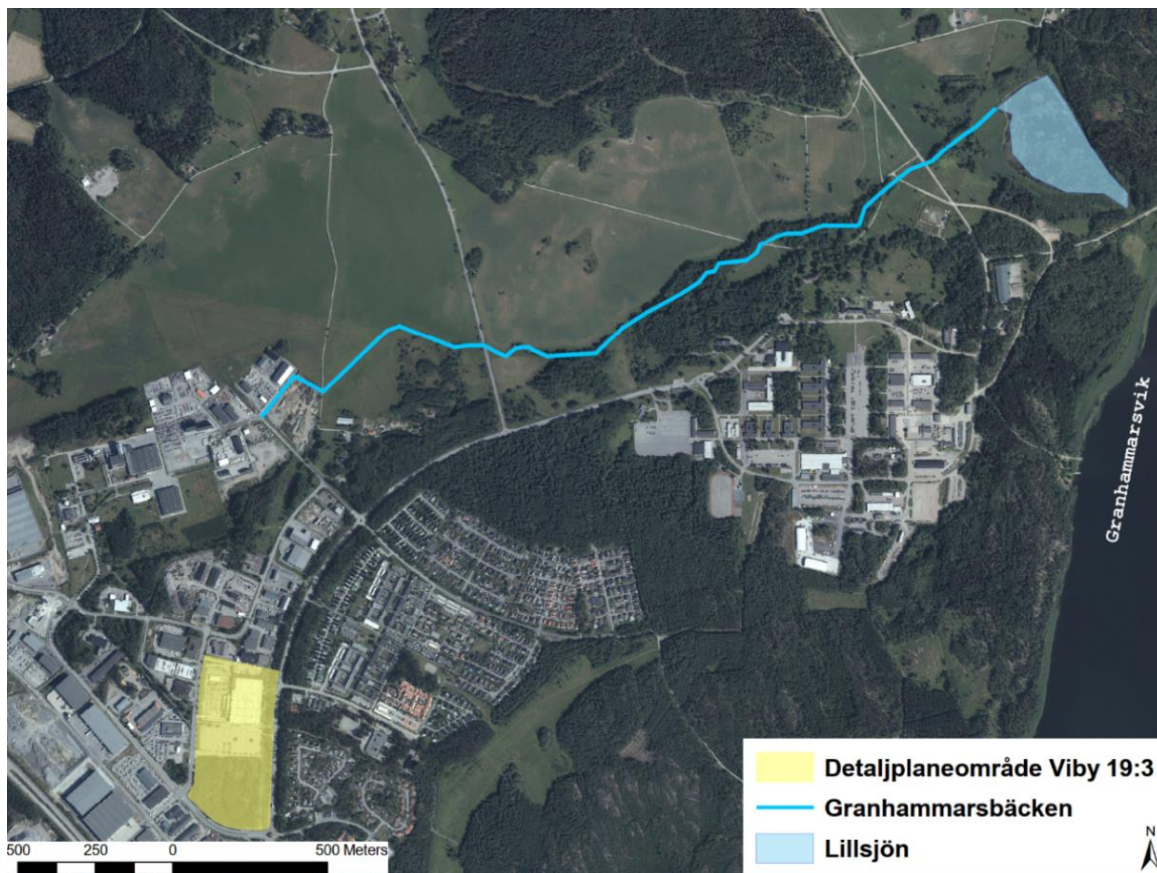 Granhammarsvik
Detaljplaneområde Viby 19:3
Granhammarsbäcken
Lillsjön
N
500 250 0 500 Meters